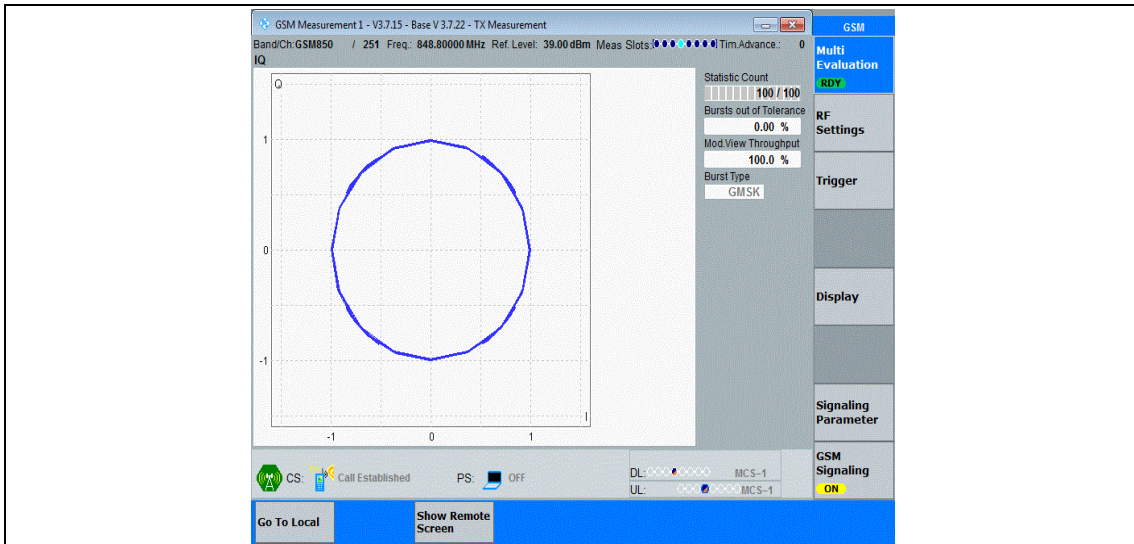 GSM Measurement 1 - V3.7.15 - Base V 3.7.22 - TX Measurement
GSM
Band/Ch:GSM850 / 251 Freq.: 848.80000 MHz Ref. Level: 39.00 dBm Meas Slots: Tim.Advance.: 0
IQ
Multi
Evaluation
RDY
Q
1
0
-1
-1 0 1
I
Statistic Count
100 / 100
Bursts out of Tolerance
0.00 %
Mod.View Throughput
100.0 %
Burst Type
GMSK
RF
Settings
Trigger
Display
Signaling
Parameter
GSM
Signaling
ON
CS: Call Established PS: OFF
DL: MCS-1
UL: MCS-1
Go To Local
Show Remote
Screen